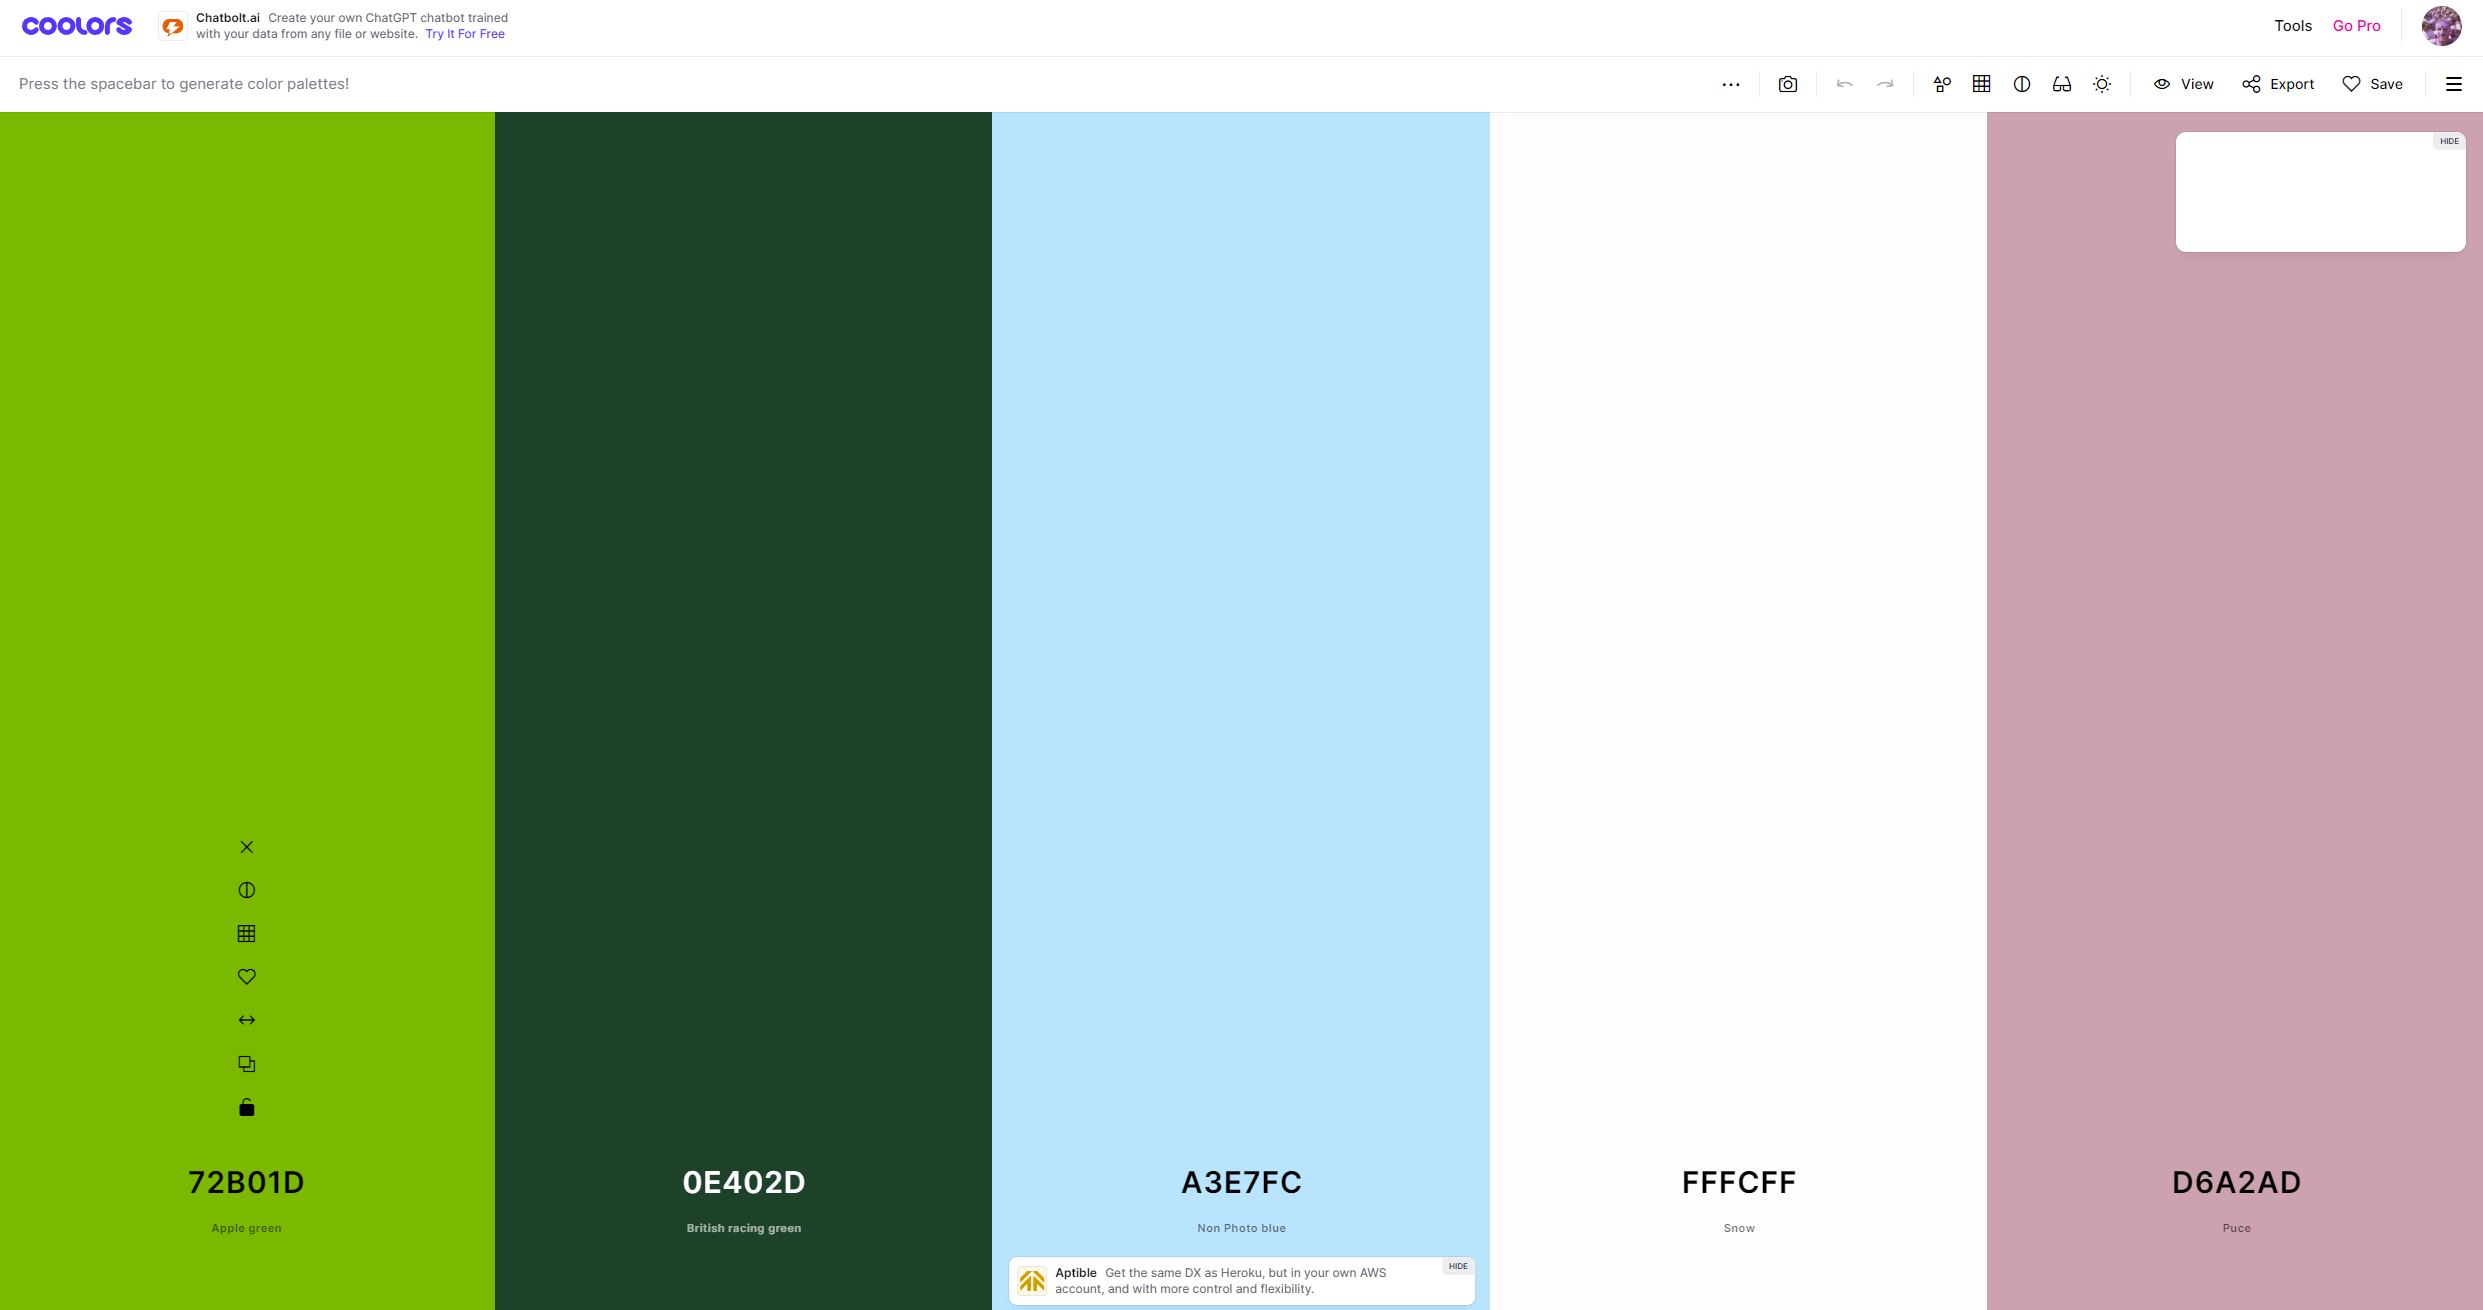 coolors
Chatbolt.ai Create your own ChatGPT chatbot trained
with your data from any file or website. Try It For Free
Tools
Go Pro
Press the spacebar to generate color palettes!
View
Export
Save
HIDE
72B01D
Apple green
0E402D
British racing green
A3E7FC
Non Photo blue
FFFCFF
Snow
D6A2AD
Puce
Aptible Get the same DX as Heroku, but in your own AWS
account, and with more control and flexibility.
HIDE